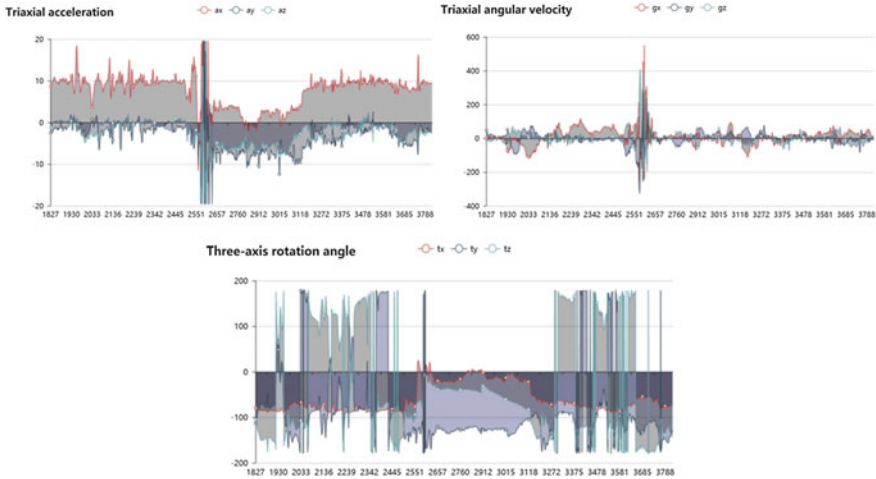 Triaxial acceleration
ax ay az
20
10
0
-10
-20
1827 1930 2033 2136 2239 2342 2445 2551 2657 2760 2912 3015 3118 3272 3375 3478 3581 3685 3788
Triaxial angular velocity
gx gy gz
600
400
200
0
-200
-400
1827 1930 2033 2136 2239 2342 2445 2551 2657 2760 2912 3015 3118 3272 3375 3478 3581 3685 3788
Three-axis rotation angle
tx ty tz
200
100
0
-100
-200
1827 1930 2033 2136 2239 2342 2445 2551 2657 2760 2912 3015 3118 3272 3375 3478 3581 3685 3788